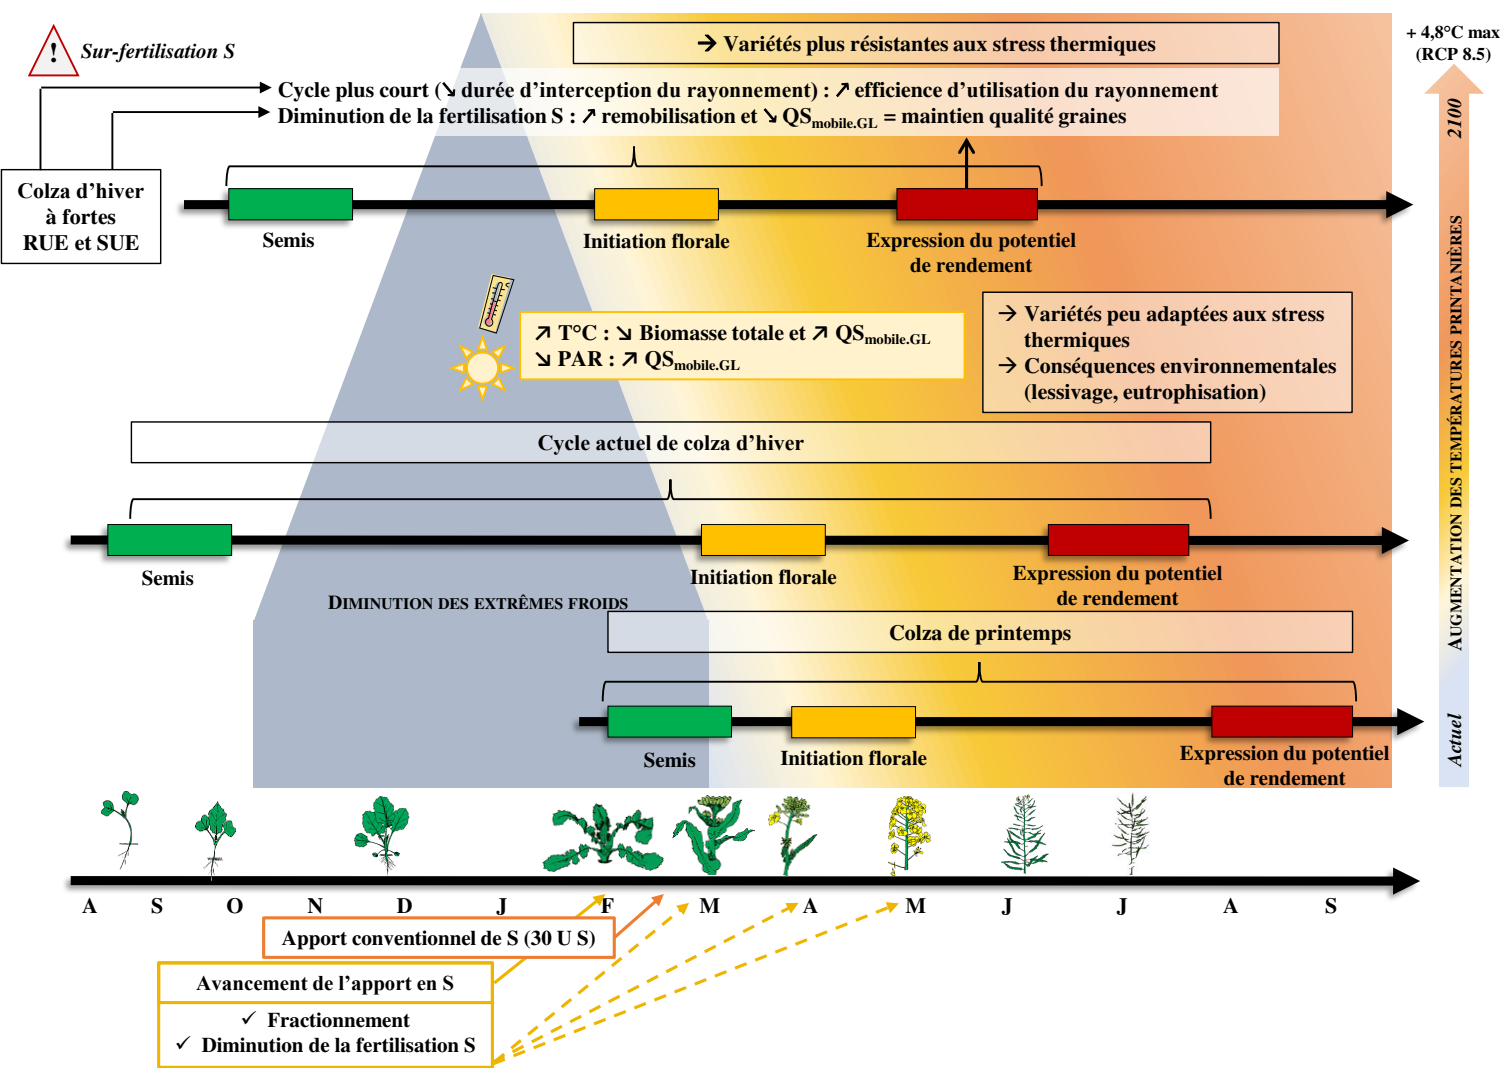 → Variétés plus résistantes aux stress thermiques
+ 4,8°C max
(RCP 8.5)
!
Sur-fertilisation S
Cycle plus court (↘ durée d’interception du rayonnement) : ↗ efficience d’utilisation du rayonnement
Diminution de la fertilisation S : ↗ remobilisation et ↘ QSmobile.GL = maintien qualité graines
2100
Colza d’hiver
à fortes
RUE et SUE
Semis
Initiation florale
Expression du potentiel
de rendement
AUGMENTATION DES TEMPÉRATURES PRINTANIÈRES
↗ T°C : ↘ Biomasse totale et ↗ QSmobile.GL
↘ PAR : ↗ QSmobile.GL
→ Variétés peu adaptées aux stress
thermiques
→ Conséquences environnementales
(lessivage, eutrophisation)
Cycle actuel de colza d’hiver
Semis
Initiation florale
Expression du potentiel
de rendement
DIMINUTION DES EXTRÊMES FROIDS
Colza de printemps
Actuel
Semis
Initiation florale
Expression du potentiel
de rendement
A S O N D J F M A M J J A S
Apport conventionnel de S (30 U S)
Avancement de l’apport en S
✓ Fractionnement
✓ Diminution de la fertilisation S